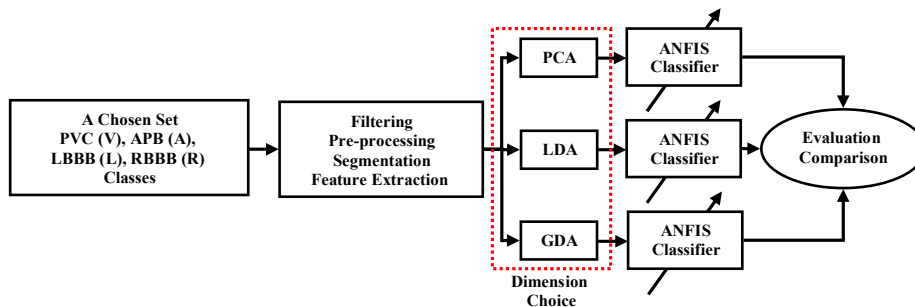 A Chosen Set
PVC (V), APB (A),
LBBB (L), RBBB (R)
Classes
Filtering
Pre-processing
Segmentation
Feature Extraction
PCA
LDA
GDA
Dimension
Choice
ANFIS
Classifier
ANFIS
Classifier
ANFIS
Classifier
Evaluation
Comparison